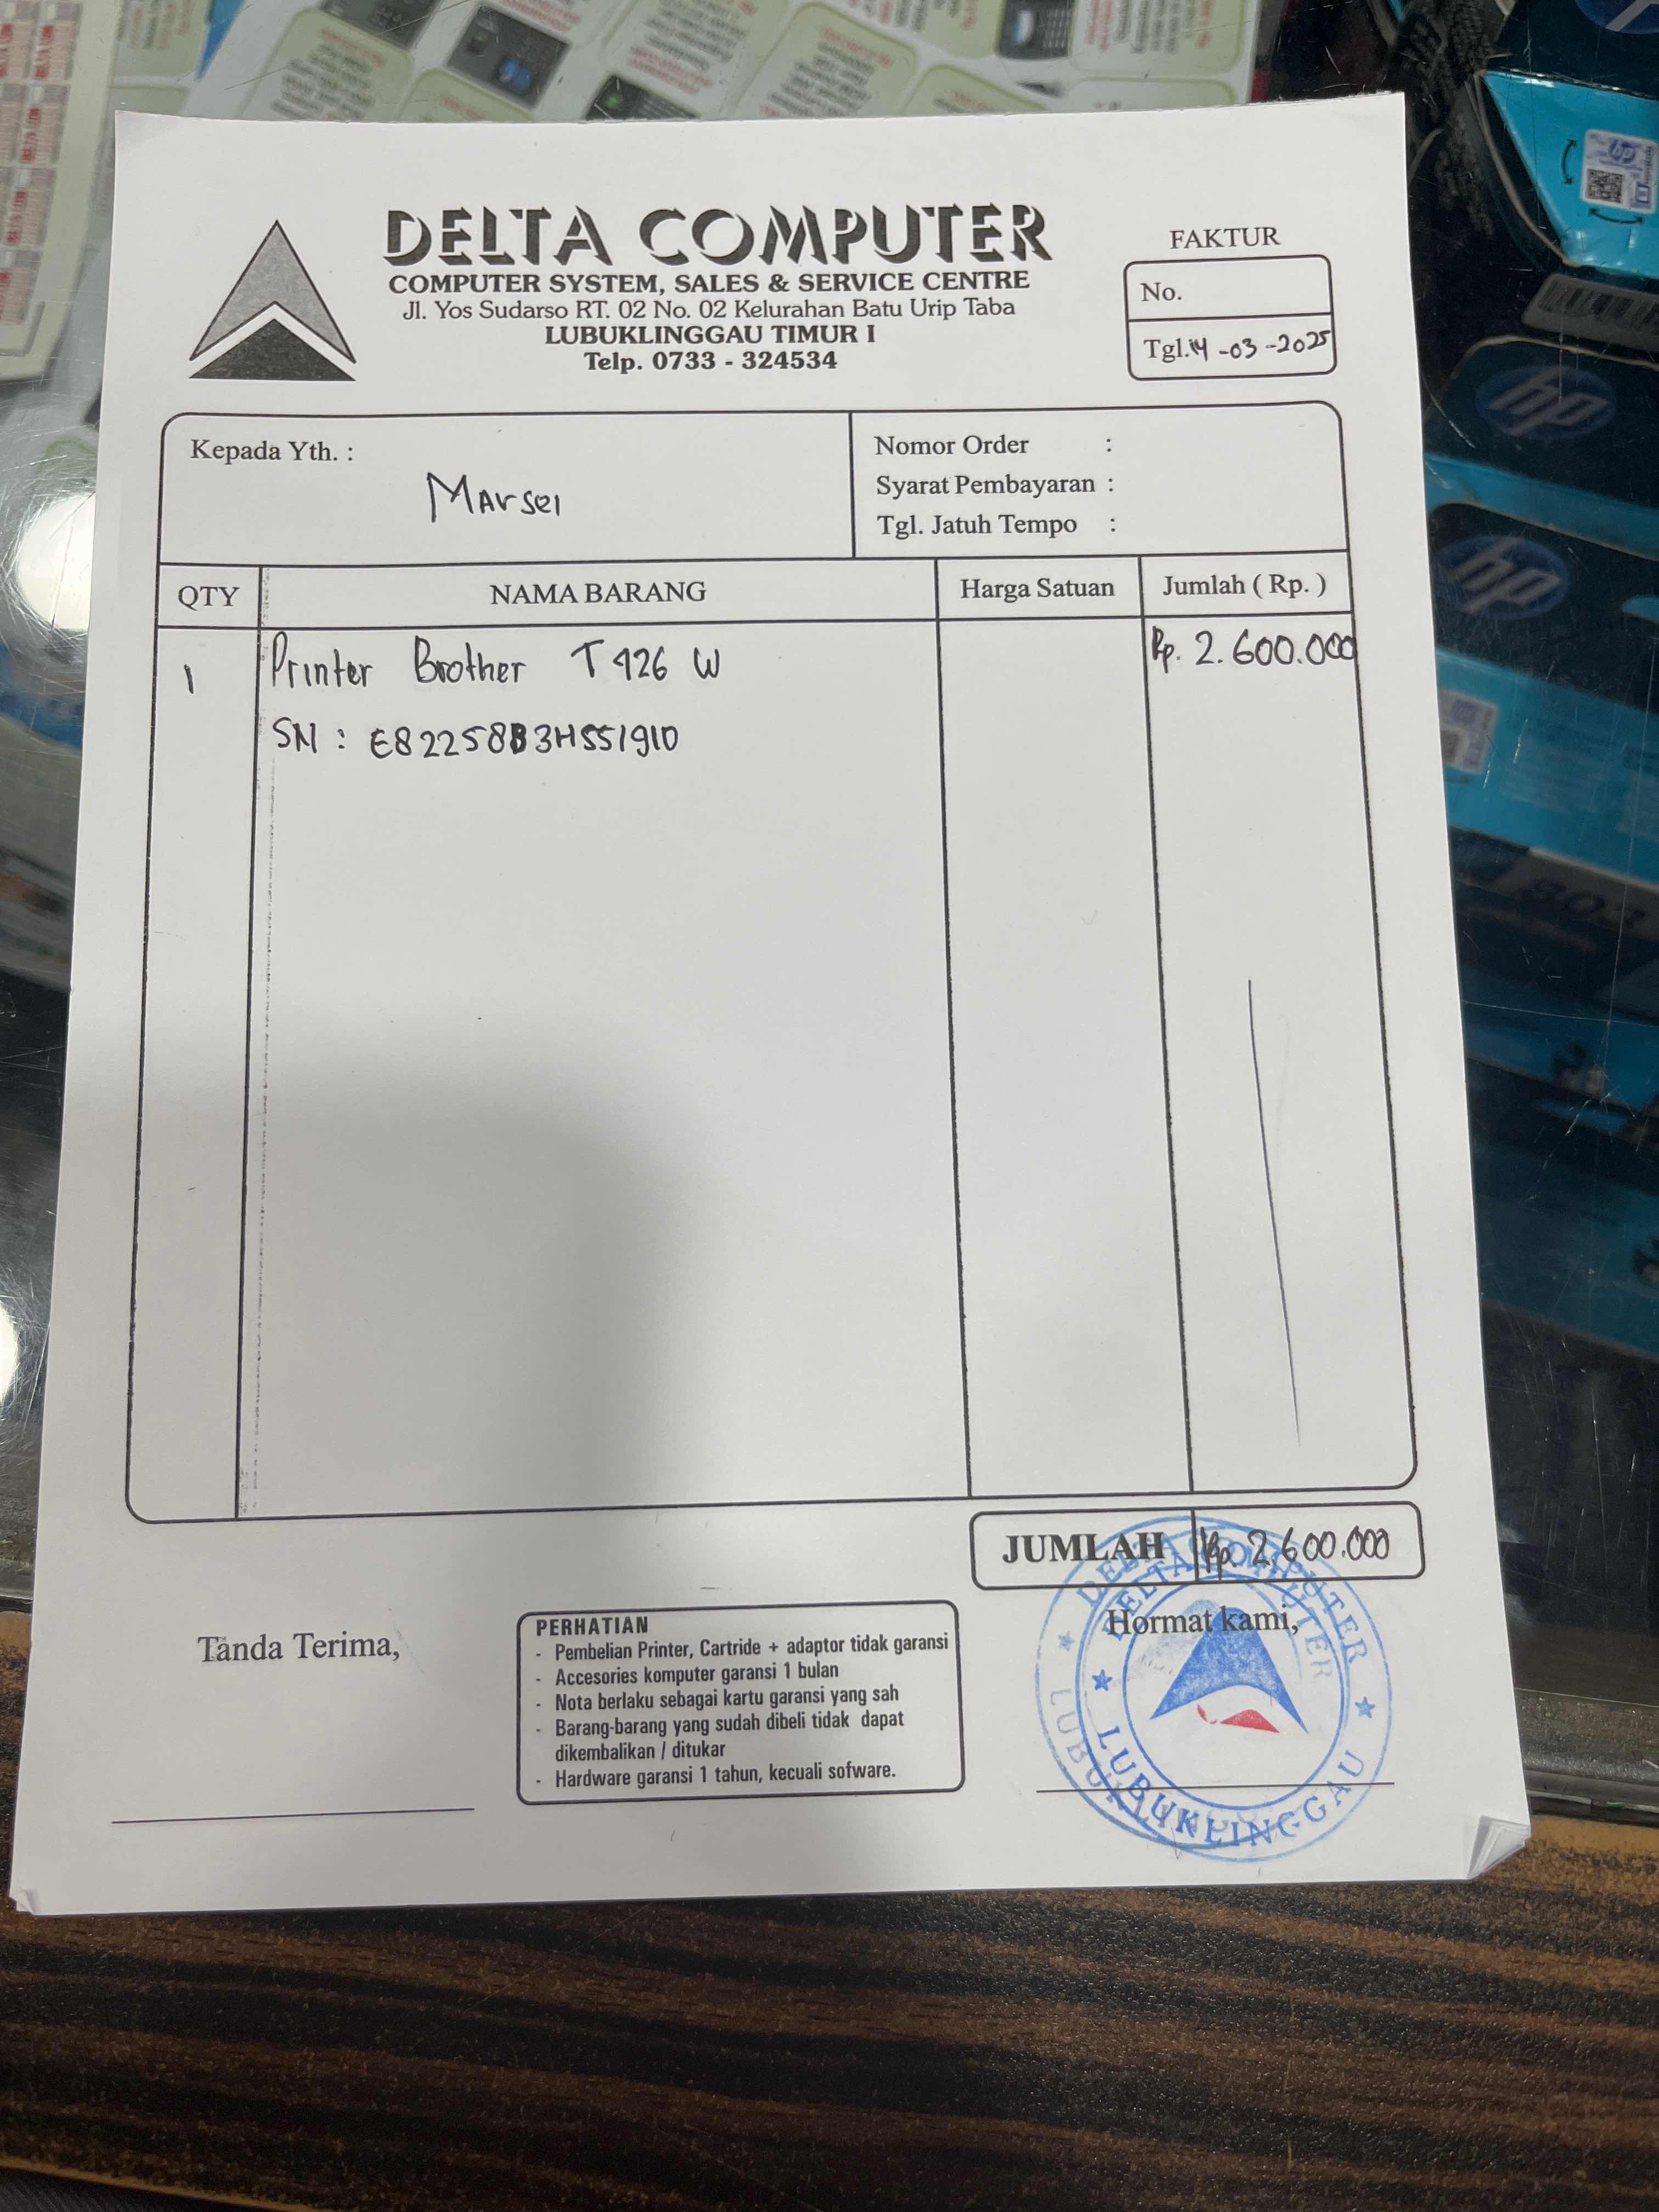 DELTA COMPUTER
COMPUTER SYSTEM, SALES & SERVICE CENTRE
Jl. Yos Sudarso RT. 02 No. 02 Kelurahan Batu Urip Taba
LUBUKLINGGAU TIMUR I
Telp. 0733 - 324534
FAKTUR
No.
Tgl. 14 -03 -2025
Kepada Yth. :
Marsel
Nomor Order :
Syarat Pembayaran :
Tgl. Jatuh Tempo :
QTY NAMA BARANG Harga Satuan Jumlah ( Rp. )
1 Printer Brother T426 W Rp. 2.600.000
SN : E82258B3H551910
JUMLAH Rp. 2.600.000
Tanda Terima,
PERHATIAN
- Pembelian Printer, Cartride + adaptor tidak garansi
- Accesories komputer garansi 1 bulan
- Nota berlaku sebagai kartu garansi yang sah
- Barang-barang yang sudah dibeli tidak dapat
dikembalikan / ditukar
- Hardware garansi 1 tahun, kecuali sofware.
Hormat kami,
DELTA COMPUTER
LUBUKLINGGAU
hp
hp
hp
803